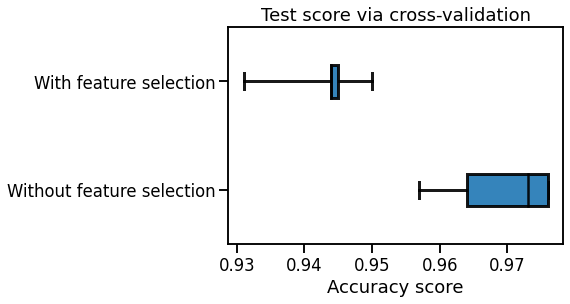 Test score via cross-validation
With feature selection
Without feature selection
0.93 0.94 0.95 0.96 0.97
Accuracy score